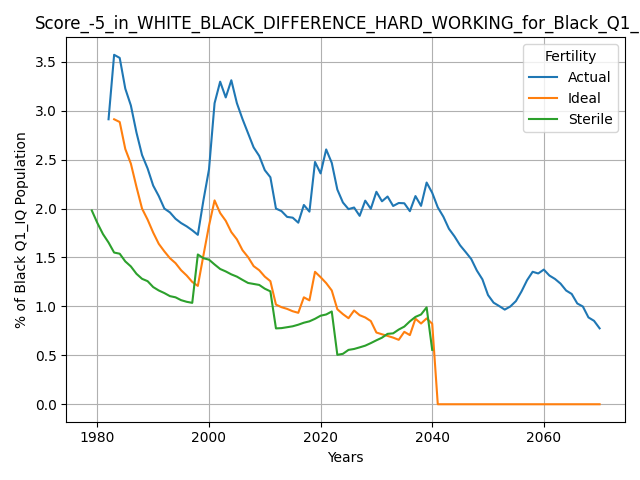 Score_-5_in_WHITE_BLACK_DIFFERENCE_HARD_WORKING_for_Black_Q1_
Fertility
Actual
Ideal
Sterile
% of Black Q1_IQ Population
3.5
3.0
2.5
2.0
1.5
1.0
0.5
0.0
1980 2000 2020 2040 2060
Years